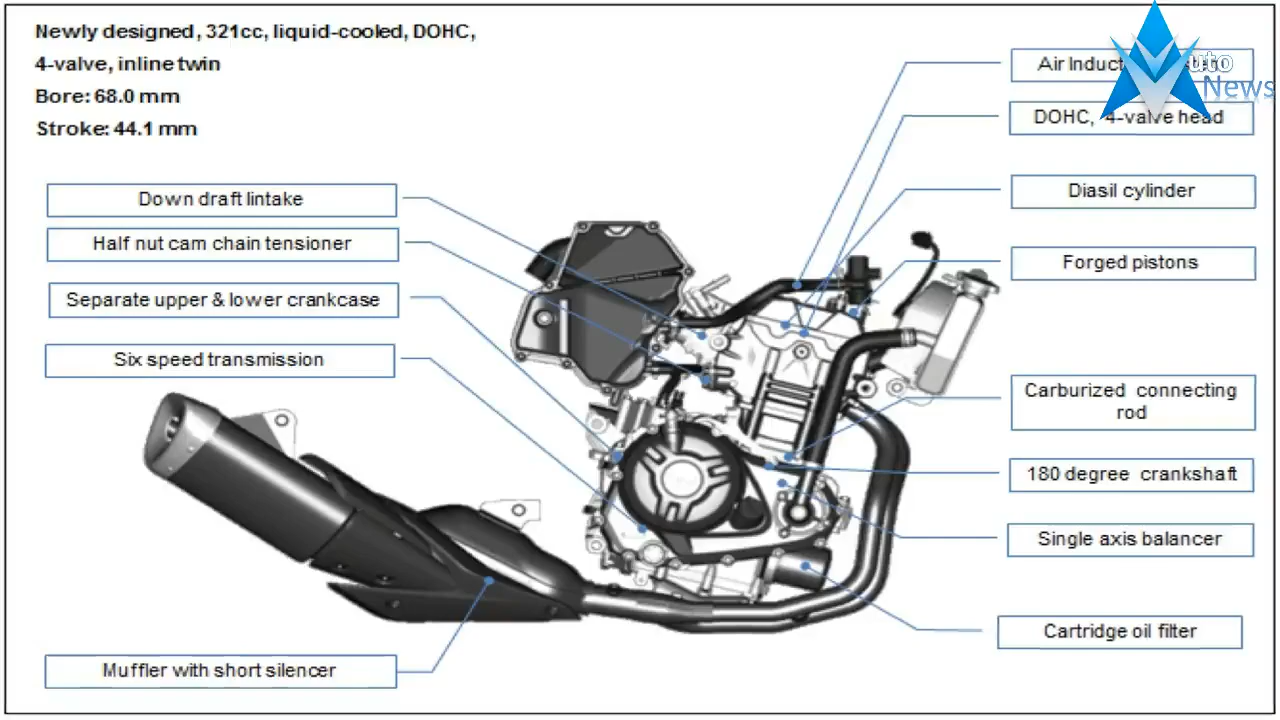 Newly designed, 321cc, liquid-cooled, DOHC,
4-valve, inline twin
Bore: 68.0 mm
Stroke: 44.1 mm
Down draft lintake
Half nut cam chain tensioner
Separate upper & lower crankcase
Six speed transmission
Muffler with short silencer
Air
uto
News
DOHC, 4-valve head
Diasil cylinder
Forged pistons
Carburized connecting
rod
180 degree crankshaft
Single axis balancer
Cartridge oil filter